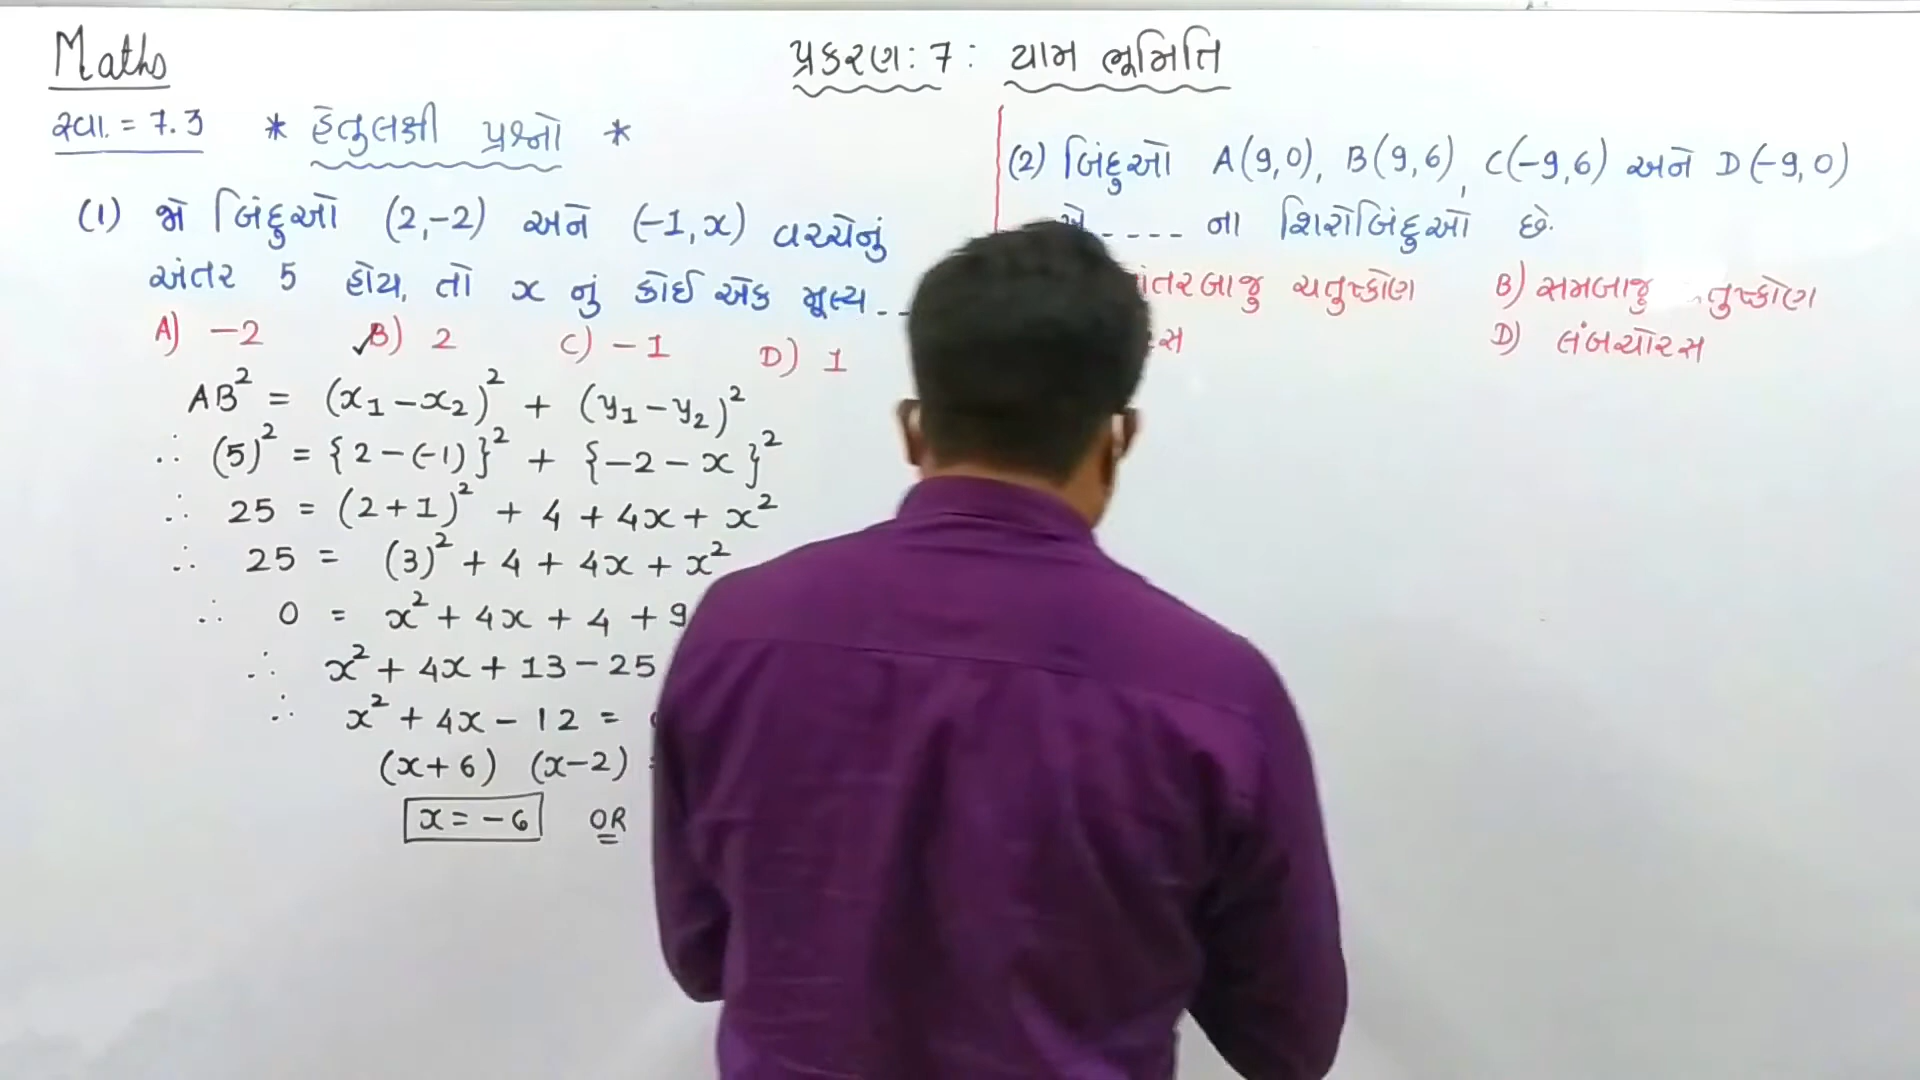 Maths
પ્રકરણ: 7: યામ ભૂમિતિ
સ્વા. = 7.3 * હેતુલક્ષી પ્રશ્નો *
(1) જો બિંદુઓ (2,-2) અને (-1,x) વચ્ચેનું
અંતર 5 હોય, તો x નું કોઈ એક મૂલ્ય --
A) -2 B) 2 C) -1 D) 1
AB² = (x₁-x₂)² + (y₁-y₂)²
∴ (5)² = {2-(-1)}² + {-2-x}²
∴ 25 = (2+1)² + 4 + 4x + x²
∴ 25 = (3)² + 4 + 4x + x²
∴ 0 = x² + 4x + 4 + 9
∴ x² + 4x + 13 - 25
∴ x² + 4x - 12 =
(x+6) (x-2)
x = -6 OR
(2) બિંદુઓ A(9,0), B(9,6), C(-9,6) અને D(-9,0)
---- ના શિરોબિંદુઓ છે.
ચતુષ્કોણ B) સમબાજુ
D) લંબચોરસ